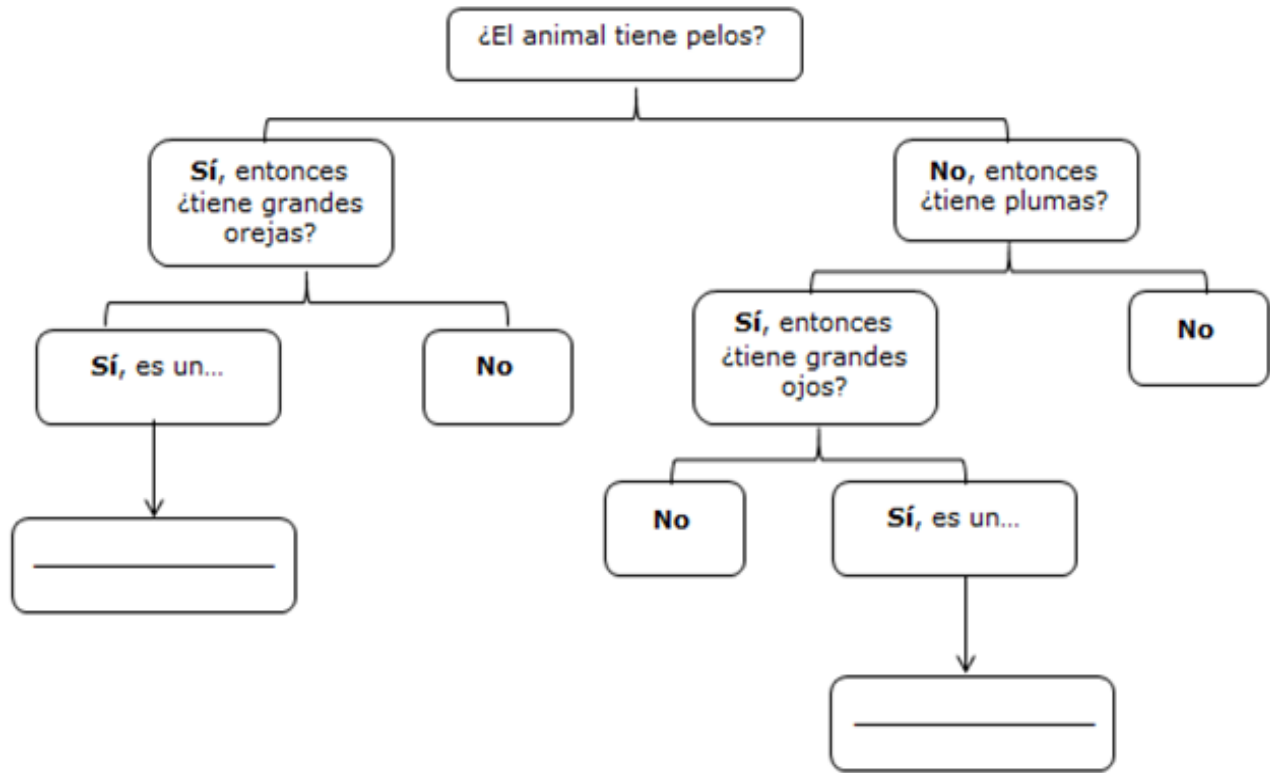 ¿El animal tiene pelos?
Sí, entonces
¿tiene grandes
orejas?
No, entonces
¿tiene plumas?
Sí, es un...
No
Sí, entonces
¿tiene grandes
ojos?
No
No
Sí, es un...